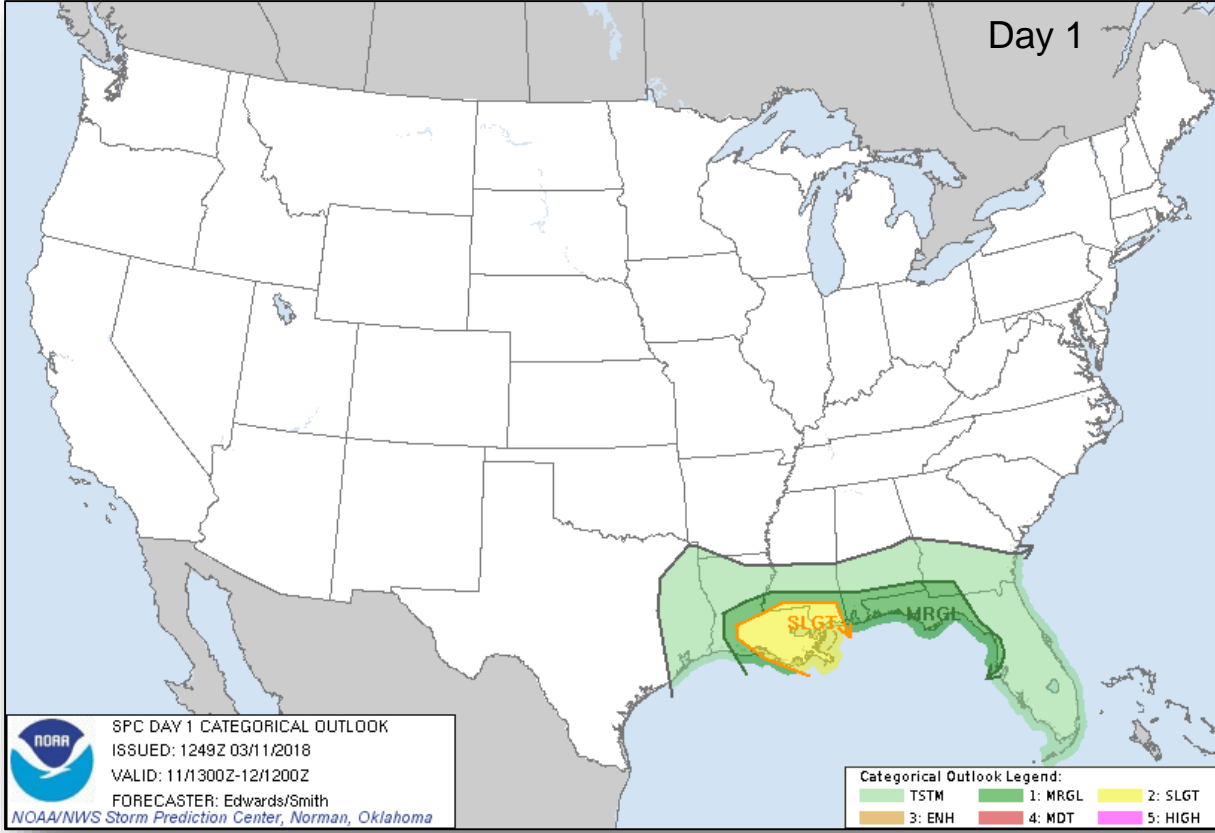 Day 1
SLGT
MRGL
NOAA
SPC DAY 1 CATEGORICAL OUTLOOK
ISSUED: 1249Z 03/11/2018
VALID: 11/1300Z-12/1200Z
FORECASTER: Edwards/Smith
NOAA/NWS Storm Prediction Center, Norman, Oklahoma
Categorical Outlook Legend:
TSTM 1: MRGL 2: SLGT
3: ENH 4: MDT 5: HIGH